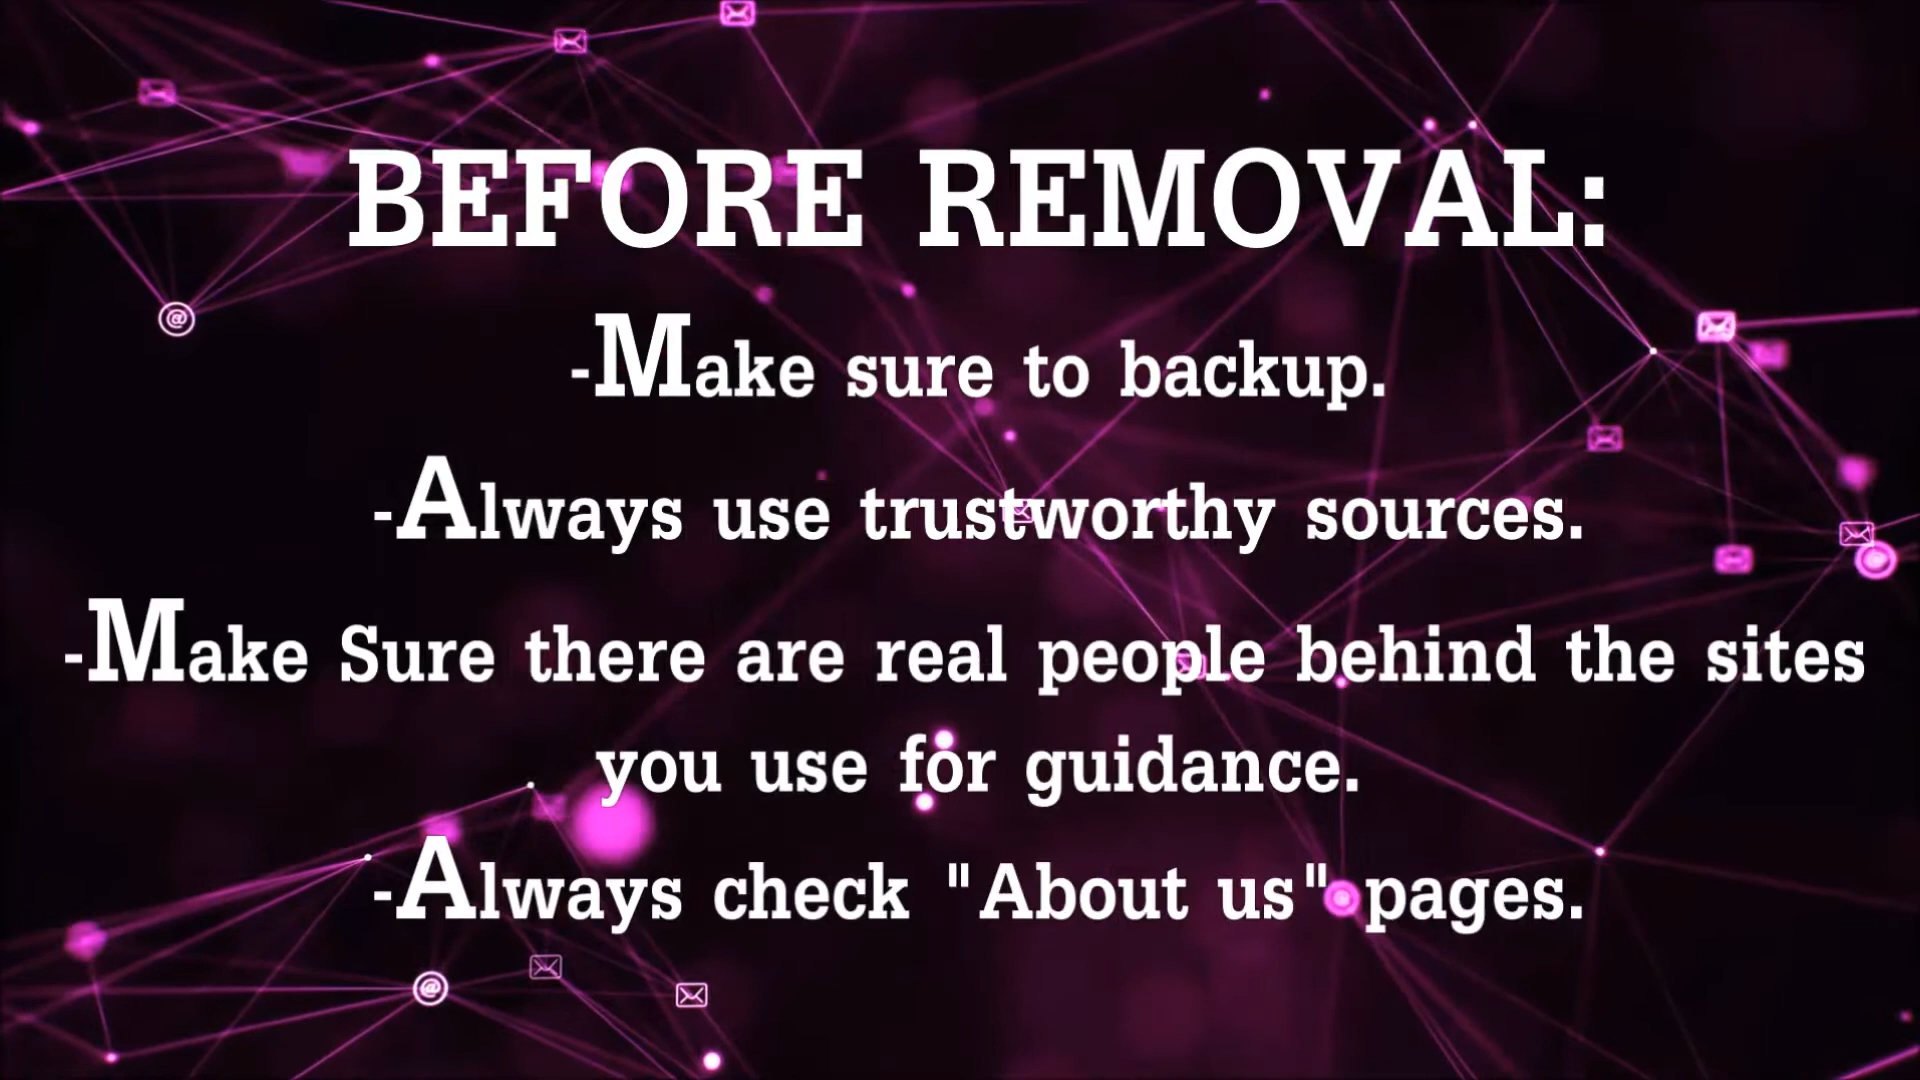 BEFORE REMOVAL:
-Make sure to backup.
-Always use trustworthy sources.
-Make Sure there are real people behind the sites
you use for guidance.
-Always check "About us" pages.